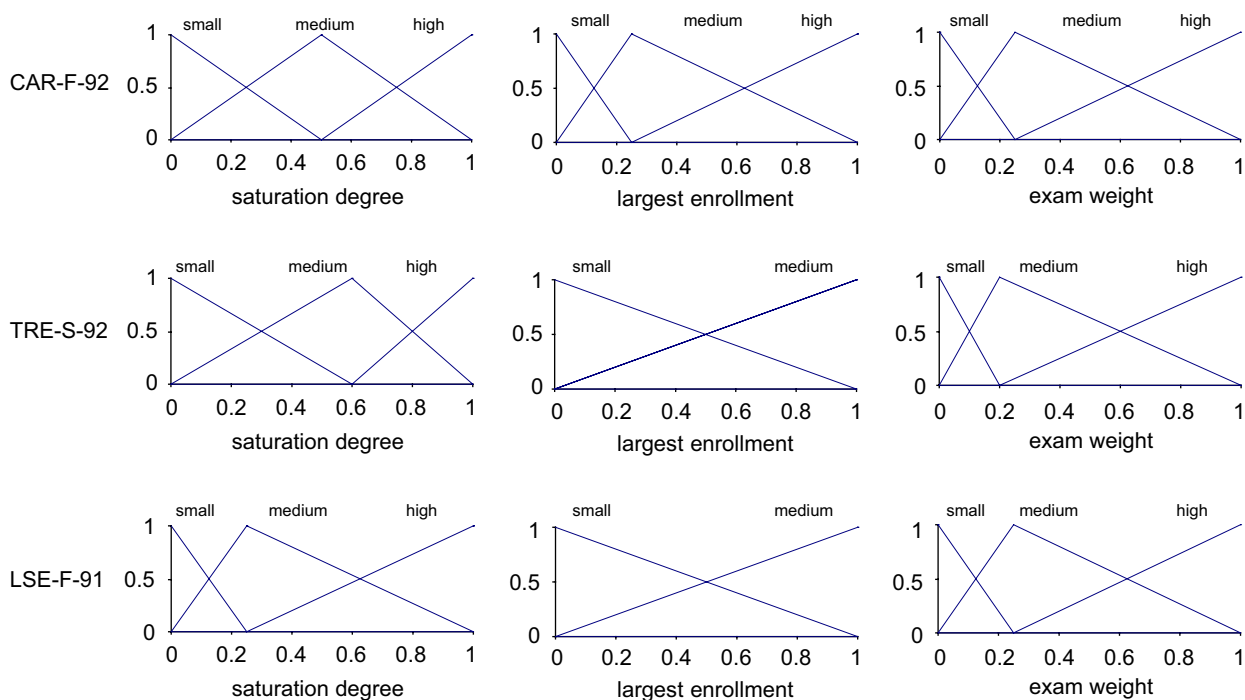 small medium high small medium high small medium high
CAR-F-92
1 0.5 0 1 0.5 0 1 0.5 0
0 0.2 0.4 0.6 0.8 1 0 0.2 0.4 0.6 0.8 1 0 0.2 0.4 0.6 0.8 1
saturation degree largest enrollment exam weight
small medium high small medium small medium high
TRE-S-92
1 0.5 0 1 0.5 0 1 0.5 0
0 0.2 0.4 0.6 0.8 1 0 0.2 0.4 0.6 0.8 1 0 0.2 0.4 0.6 0.8 1
saturation degree largest enrollment exam weight
small medium high small medium small medium high
LSE-F-91
1 0.5 0 1 0.5 0 1 0.5 0
0 0.2 0.4 0.6 0.8 1 0 0.2 0.4 0.6 0.8 1 0 0.2 0.4 0.6 0.8 1
saturation degree largest enrollment exam weight